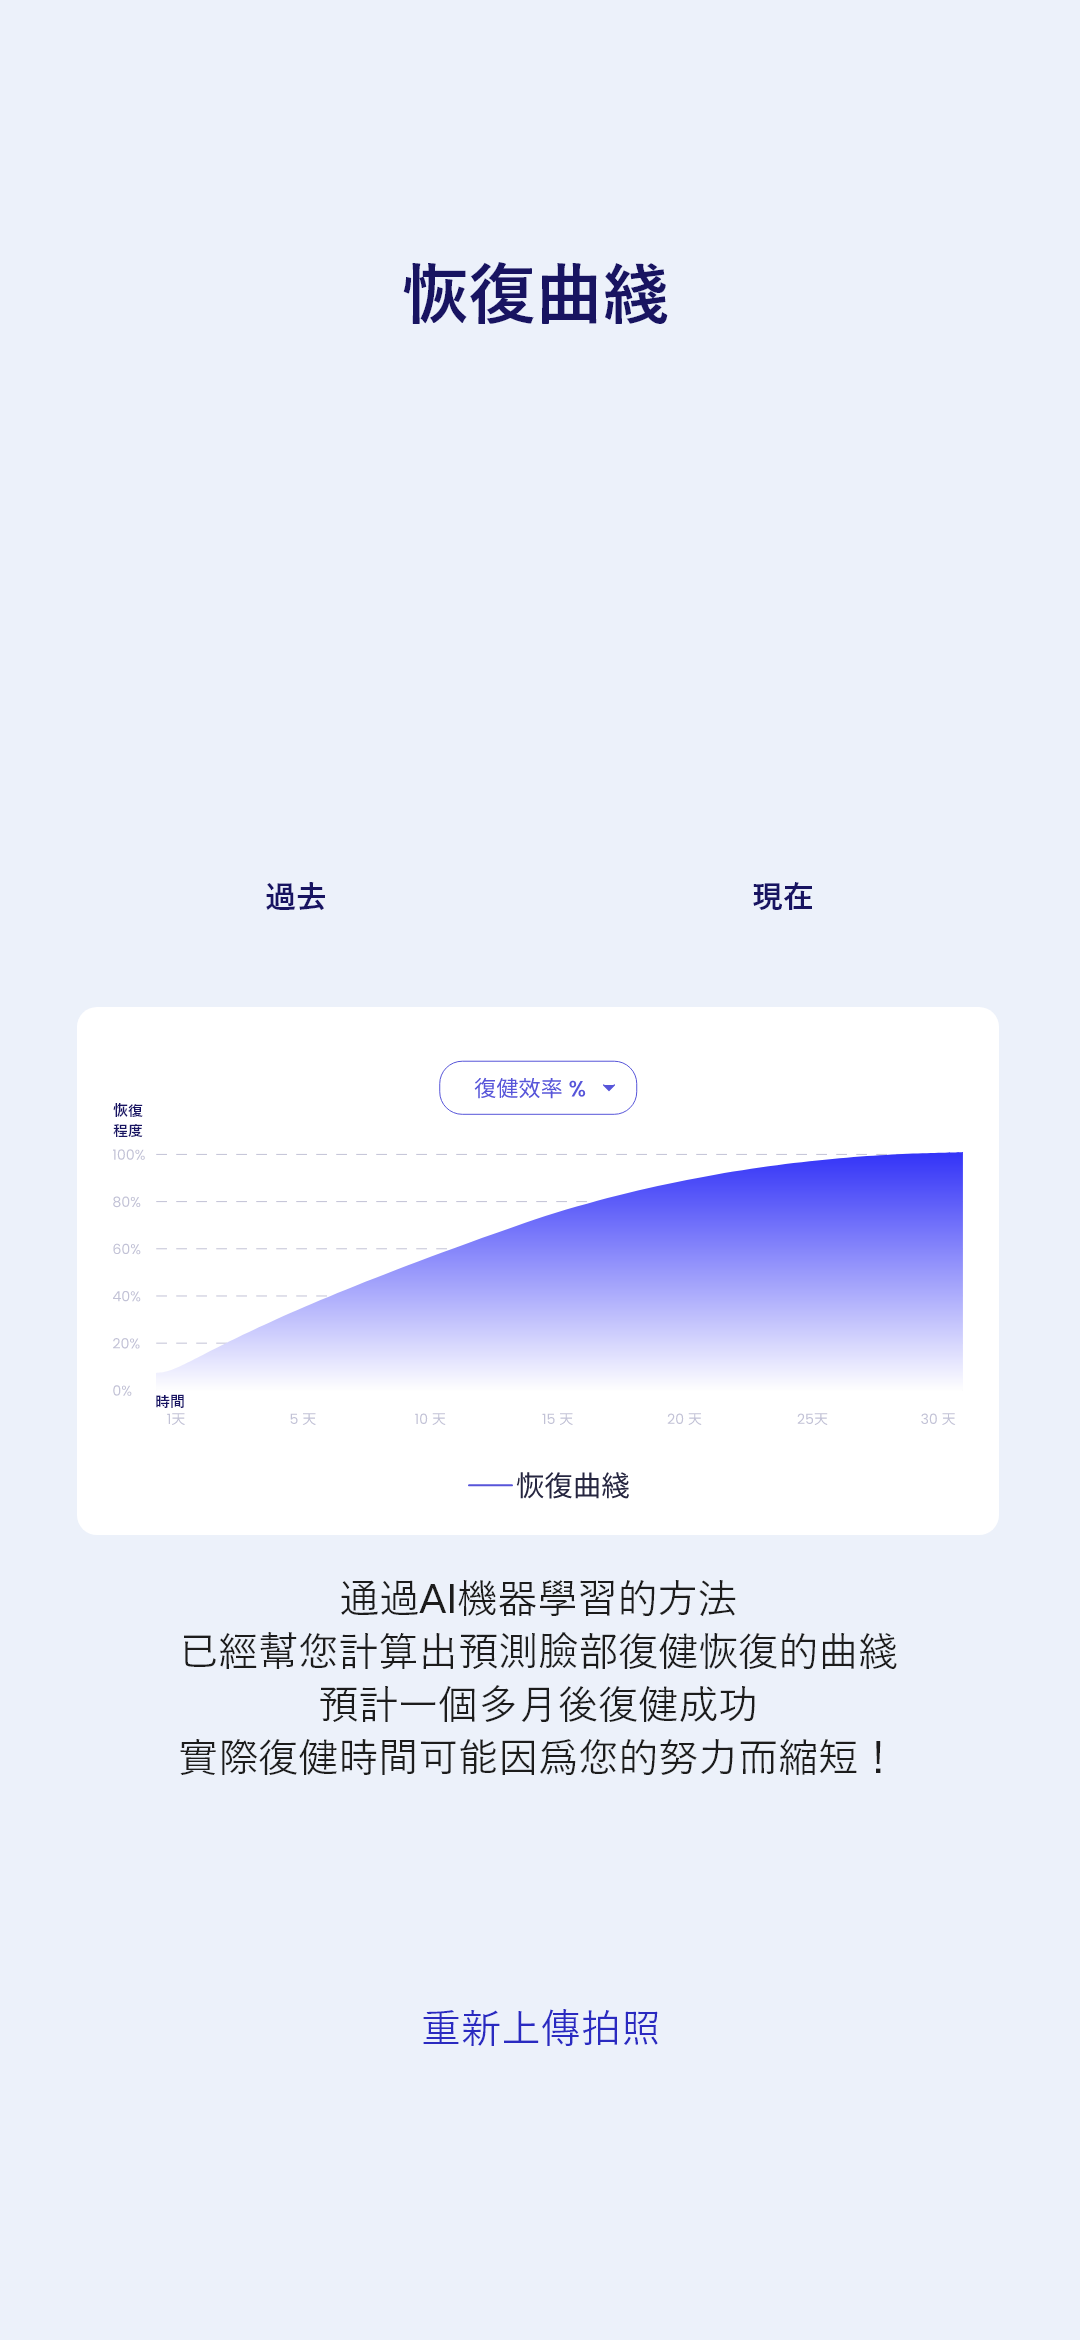 恢復曲綫
過去
現在
復健效率 %
恢復
程度
100%
80%
60%
40%
20%
0%
時間
1天
5 天
10 天
15 天
20 天
25天
30 天
恢復曲綫
通過AI機器學習的方法
已經幫您計算出預測臉部復健恢復的曲綫
預計一個多月後復健成功
實際復健時間可能因爲您的努力而縮短！
重新上傳拍照